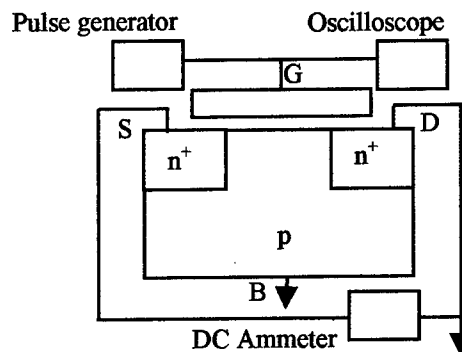 Pulse generator
Oscilloscope
G
S
D
n+
n+
p
B
DC Ammeter